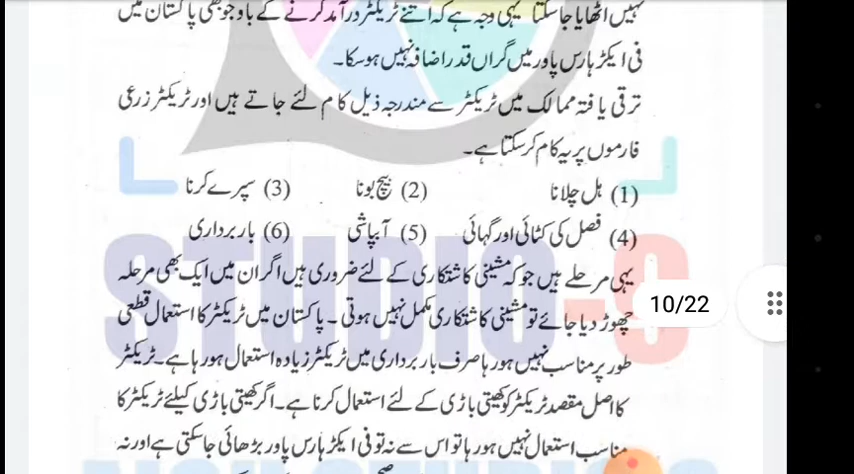 نہیں اٹھایا جاسکتا یہی وجہ ہے کہ اتنے ٹریکٹر درآمد کرنے کے باوجود بھی پاکستان میں
فی ایکڑ ہارس پاور میں گراں قدر اضافہ نہیں ہوسکا۔
ترقی یافتہ ممالک میں ٹریکٹر سے مندرجہ ذیل کام لئے جاتے ہیں اور ٹریکٹر زرعی
فارموں پر یہ کام کرسکتا ہے۔
(1) ہل چلانا (2) بیج بونا (3) سپرے کرنا
(4) فصل کی کٹائی اور گہائی (5) آبپاشی (6) باربرداری
یہی مرحلے ہیں جو کہ مشینی کاشتکاری کے لئے ضروری ہیں اگر ان میں ایک بھی مرحلہ
چھوڑ دیا جائے تو مشینی کاشتکاری مکمل نہیں ہوتی ۔ پاکستان میں ٹریکٹر کا استعمال قطعی
10/22
طور پر مناسب نہیں ہورہا صرف باربرداری میں ٹریکٹر زیادہ استعمال ہورہا ہے۔ ٹریکٹر
کا اصل مقصد ٹریکٹر کو کھیتی باڑی کے لئے استعمال کرنا ہے۔ اگر کھیتی باڑی کیلئے ٹریکٹر کا
مناسب استعمال نہیں ہورہا تو اس سے نہ تو فی ایکڑ ہارس پاور بڑھائی جاسکتی ہے اور نہ
STUDIO-9